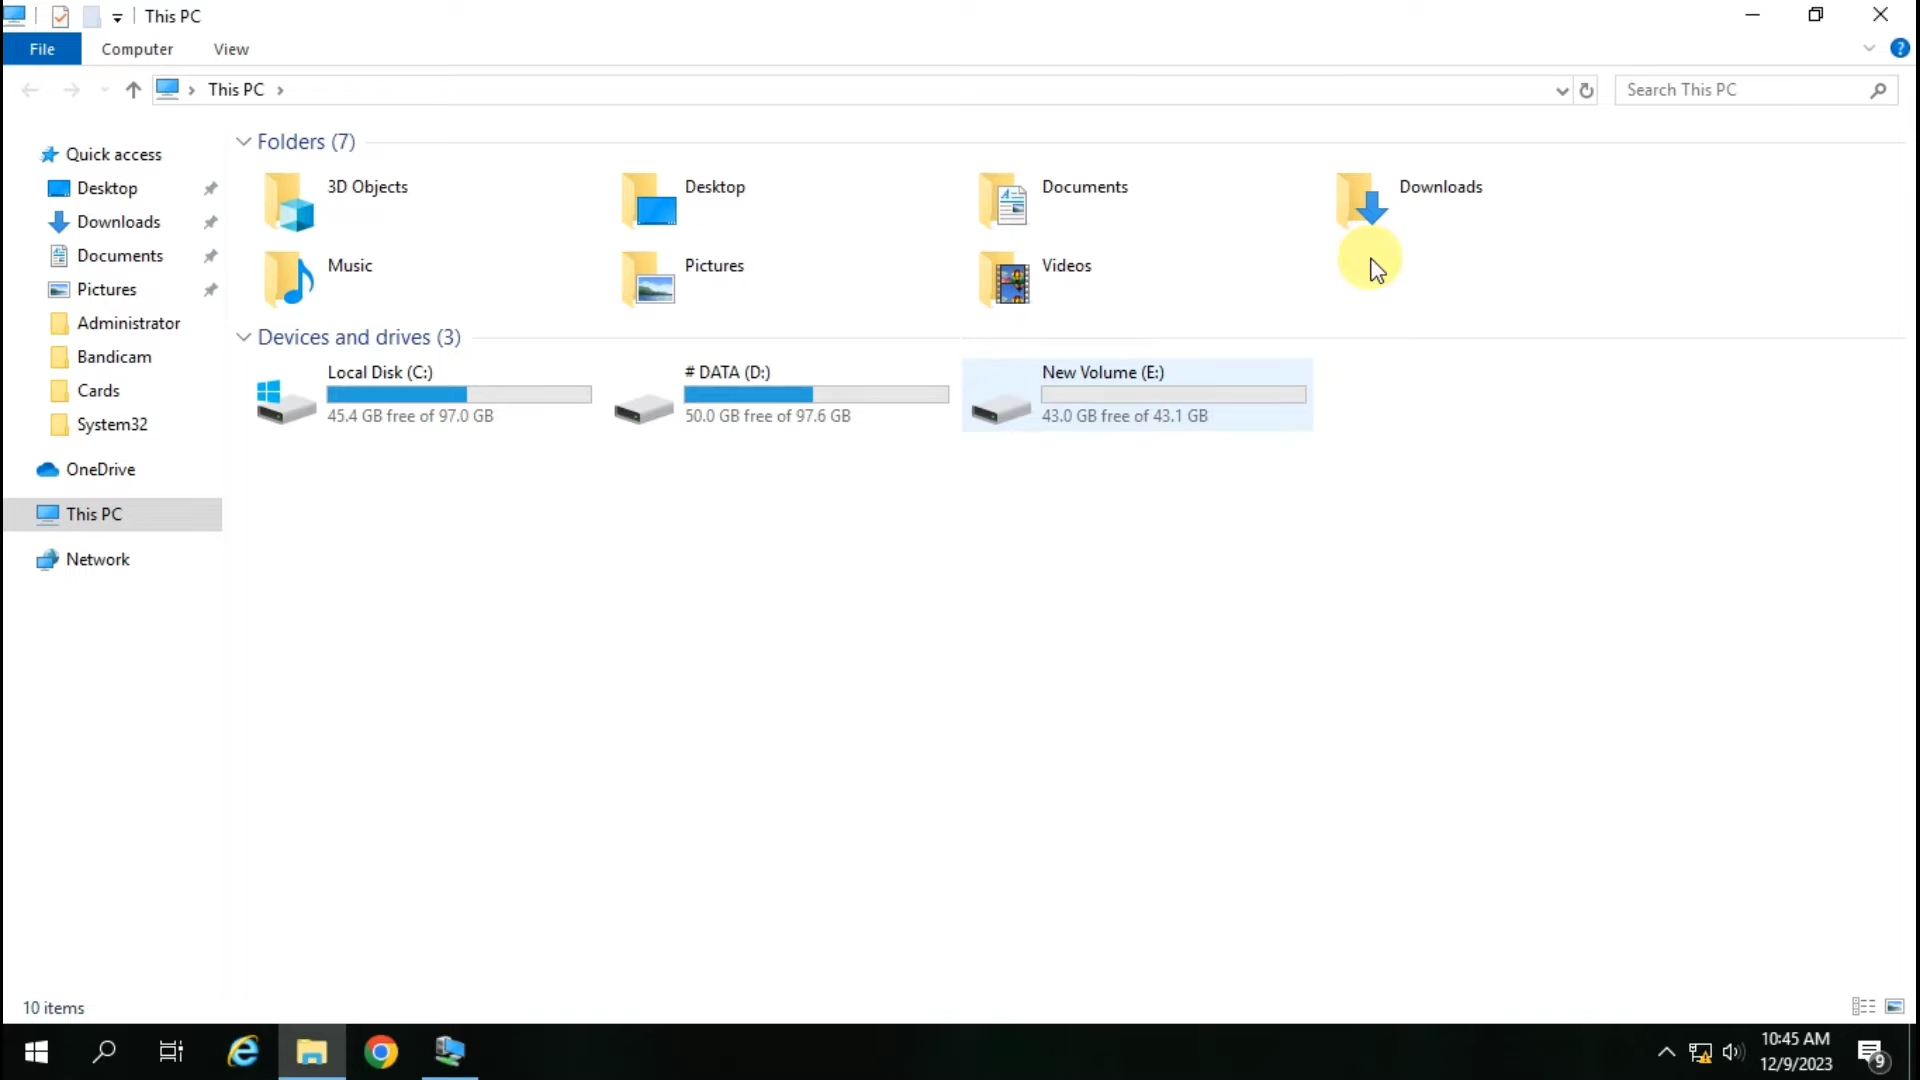 This PC
File Computer View
This PC
Search This PC
Quick access
Desktop
Downloads
Documents
Pictures
Administrator
Bandicam
Cards
System32
OneDrive
This PC
Network
Folders (7)
3D Objects
Desktop
Documents
Downloads
Music
Pictures
Videos
Devices and drives (3)
Local Disk (C:)
45.4 GB free of 97.0 GB
# DATA (D:)
50.0 GB free of 97.6 GB
New Volume (E:)
43.0 GB free of 43.1 GB
10 items
10:45 AM
12/9/2023
9